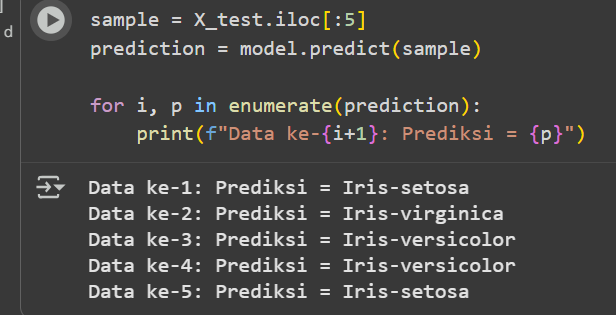 d
sample = X_test.iloc[:5]
prediction = model.predict(sample)
for i, p in enumerate(prediction):
print(f"Data ke-{i+1}: Prediksi = {p}")
Data ke-1: Prediksi = Iris-setosa
Data ke-2: Prediksi = Iris-virginica
Data ke-3: Prediksi = Iris-versicolor
Data ke-4: Prediksi = Iris-versicolor
Data ke-5: Prediksi = Iris-setosa